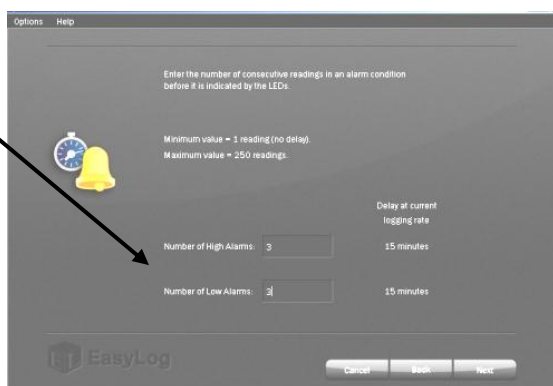 Options Help
Enter the number of consecutive readings in an alarm condition
before it is indicated by the LEDs.
Minimum value = 1 reading (no delay).
Maximum value = 250 readings.
Delay at current
logging rate
Number of High Alarms: 3 15 minutes
Number of Low Alarms: 3 15 minutes
EasyLog
Cancel Back Next